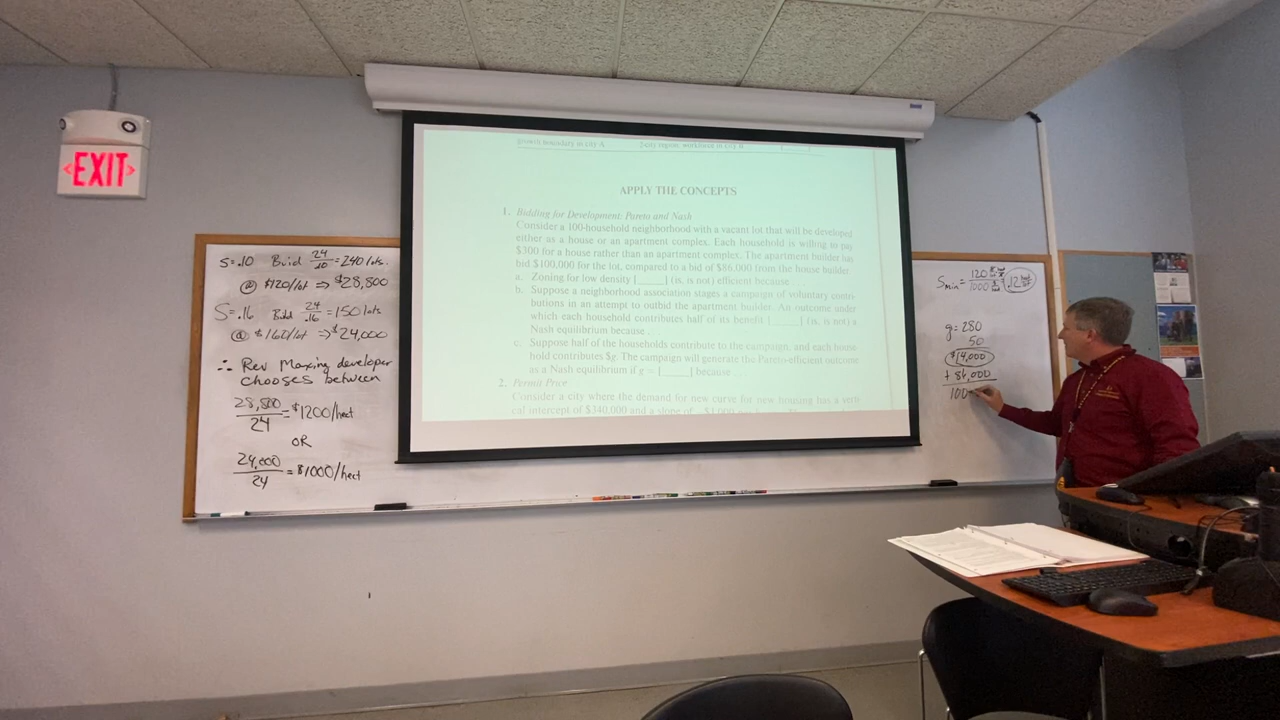 EXIT
S=.10 Build 24/.10 = 240 lots.
@ $120/lot ⇒ $28,800
S=.16 Build 24/.16 = 150 lots
@ $160/lot ⇒ $24,000
∴ Rev Maxing developer
chooses between
28,800/24 = $1200/hect
OR
24,000/24 = $1000/hect
growth boundary in city A.
APPLY THE CONCEPTS
1. Bidding for Development: Pareto and Nash
Consider a 100-household neighborhood with a vacant lot that will be developed
either as a house or an apartment complex. Each household is willing to pay
$300 for a house rather than an apartment complex. The apartment builder has
bid $100,000 for the lot, compared to a bid of $86,000 from the house builder
a. Zoning for low density [_____] (is, is not) efficient because . . .
b. Suppose a neighborhood association stages a campaign of voluntary contri-
butions in an attempt to outbid the apartment builder. An outcome under
which each household contributes half of its benefit [_____] (is, is not) a
Nash equilibrium because . . .
c. Suppose half of the households contribute to the campaign, and each house-
hold contributes $g. The campaign will generate the Pareto-efficient outcome
as a Nash equilibrium if g = [_____] because . . .
2. Permit Price
Consider a city where the demand for new curve for new housing has a verti-
cal intercept of $340,000 and a slope of
Smin = 120/1000 = .12
g= 280
50
$14,000
+ 86,000
100